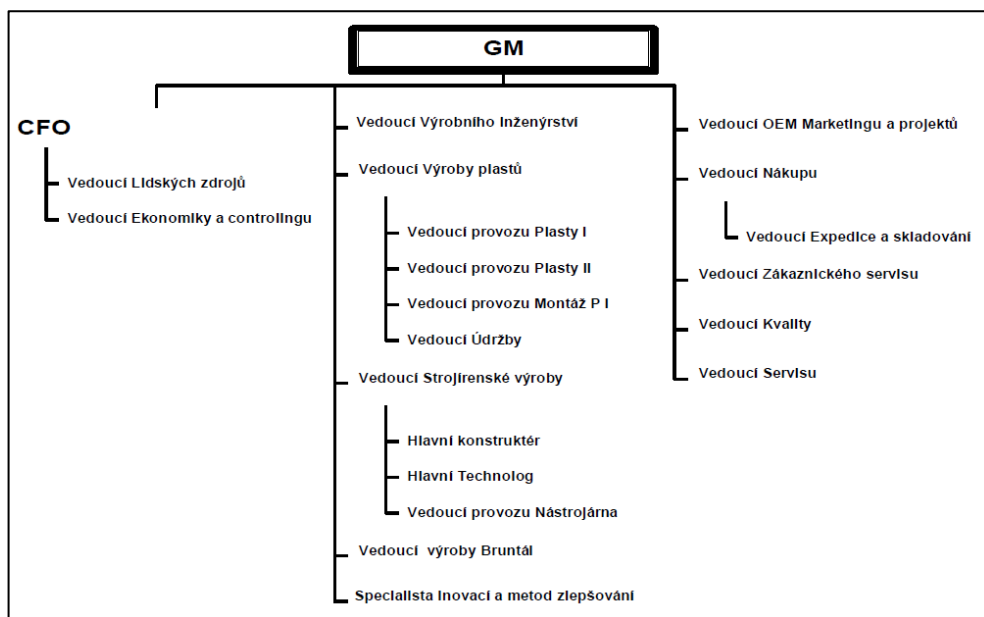 GM
CFO
Vedoucí Lidských zdrojů
Vedoucí Ekonomiky a controlingu
Vedoucí Výrobního Inženýrství
Vedoucí Výroby plastů
Vedoucí provozu Plasty I
Vedoucí provozu Plasty II
Vedoucí provozu Montáž P I
Vedoucí Údržby
Vedoucí Strojírenské výroby
Hlavní konstruktér
Hlavní Technolog
Vedoucí provozu Nástrojárna
Vedoucí výroby Bruntál
Specialista Inovací a metod zlepšování
Vedoucí OEM Marketingu a projektů
Vedoucí Nákupu
Vedoucí Expedice a skladování
Vedoucí Zákaznického servisu
Vedoucí Kvality
Vedoucí Servisu